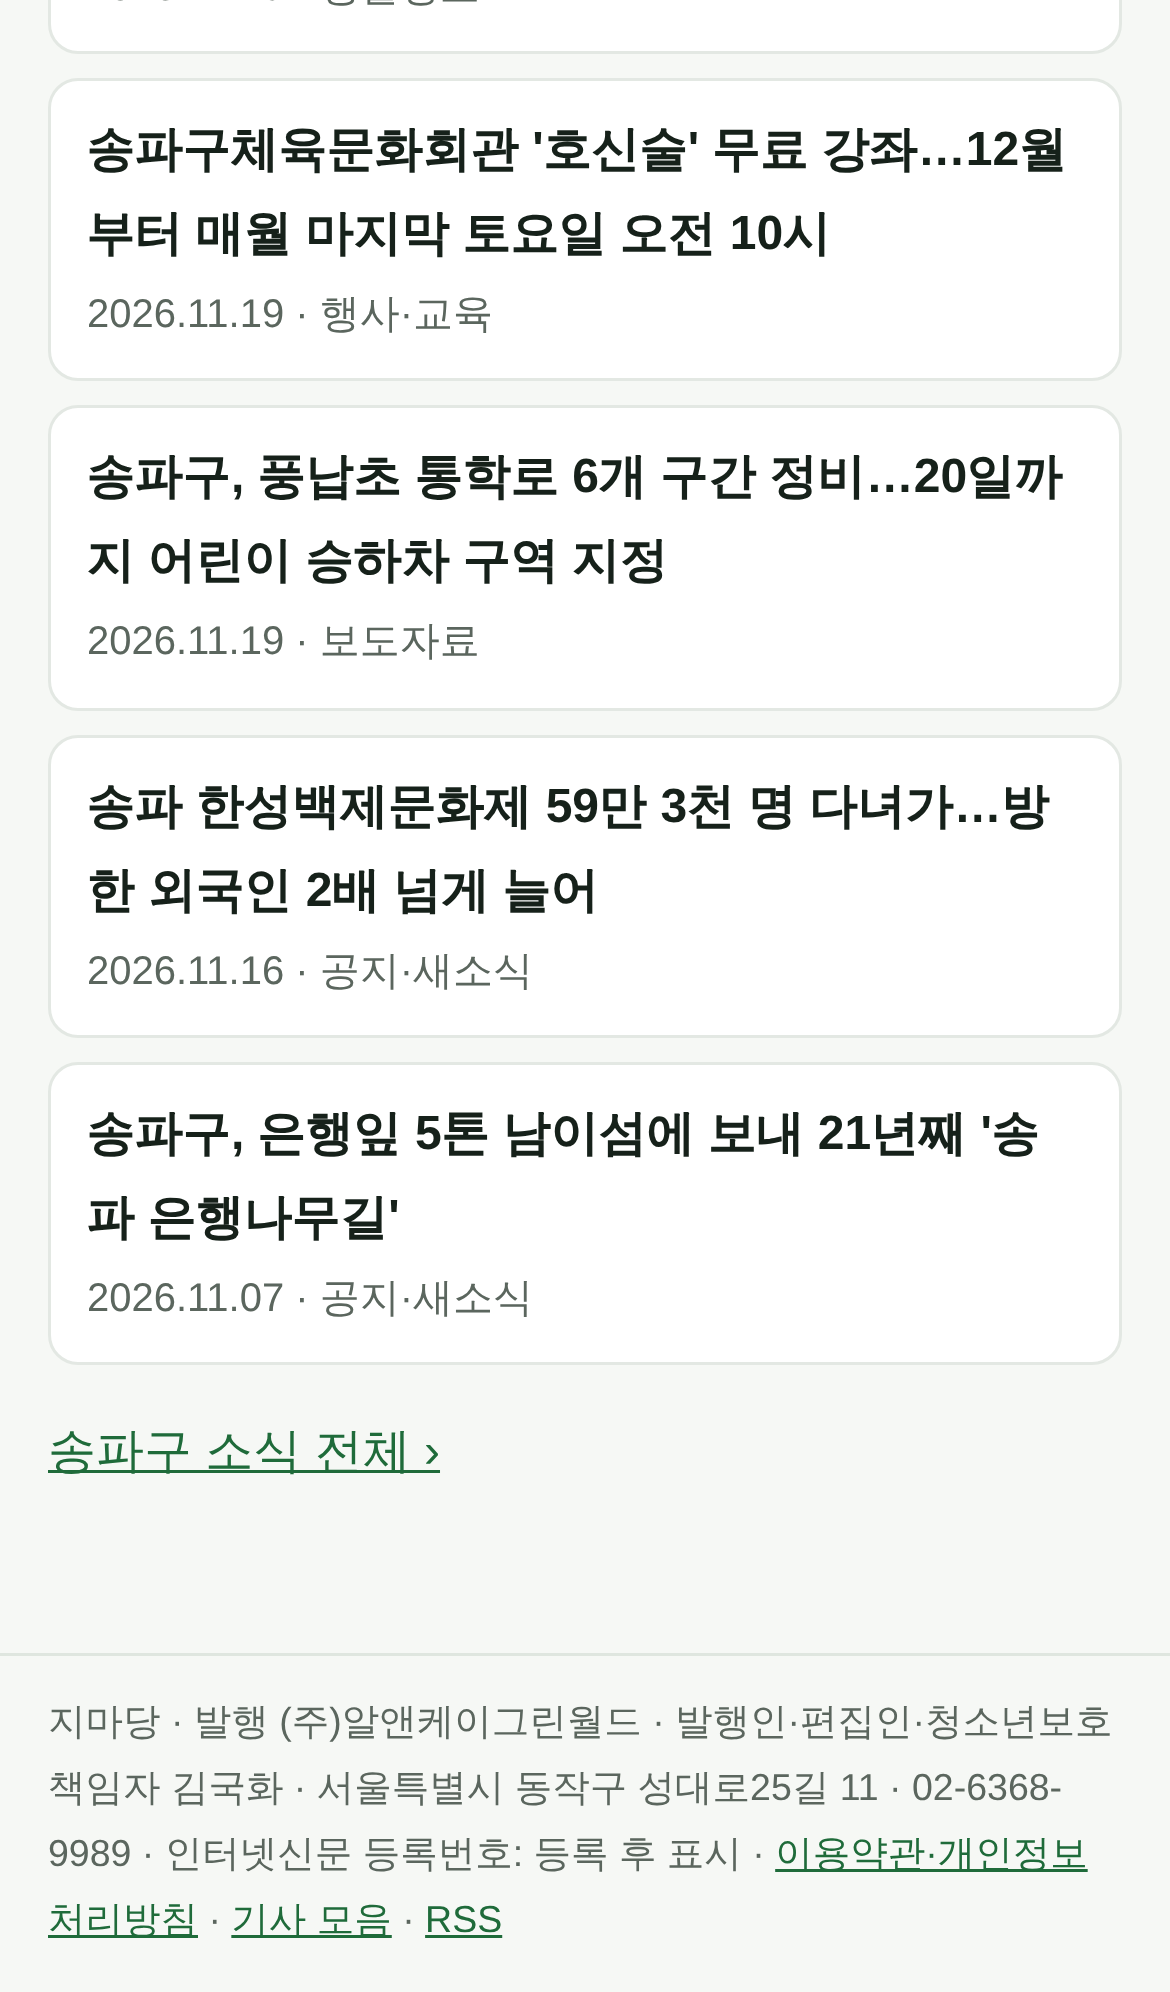 송파구체육문화회관 '호신술' 무료 강좌…12월
부터 매월 마지막 토요일 오전 10시
2026.11.19 · 행사·교육
송파구, 풍납초 통학로 6개 구간 정비…20일까
지 어린이 승하차 구역 지정
2026.11.19 · 보도자료
송파 한성백제문화제 59만 3천 명 다녀가…방
한 외국인 2배 넘게 늘어
2026.11.16 · 공지·새소식
송파구, 은행잎 5톤 남이섬에 보내 21년째 '송
파 은행나무길'
2026.11.07 · 공지·새소식
송파구 소식 전체 ›
지마당 · 발행 (주)알앤케이그린월드 · 발행인·편집인·청소년보호
책임자 김국화 · 서울특별시 동작구 성대로25길 11 · 02-6368-
9989 · 인터넷신문 등록번호: 등록 후 표시 · 이용약관·개인정보
처리방침 · 기사 모음 · RSS